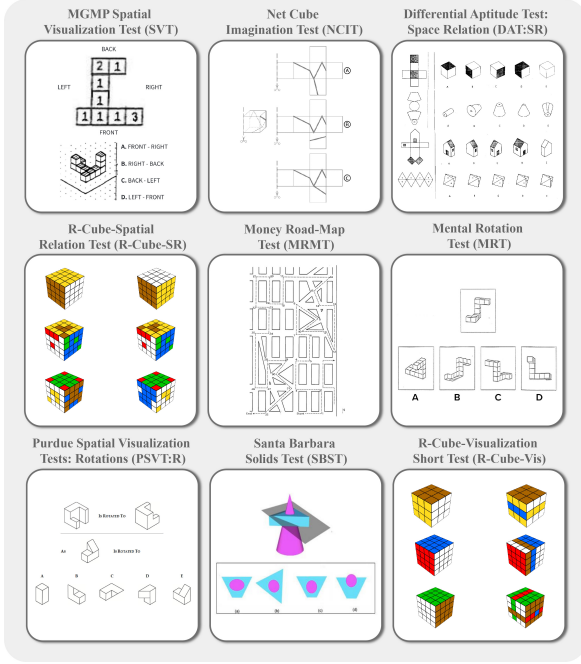 MGMP Spatial
Visualization Test (SVT)
Net Cube
Imagination Test (NCIT)
Differential Aptitude Test:
Space Relation (DAT:SR)
BACK
2 1
LEFT
1
RIGHT
1
1 1 1 3
FRONT
A. FRONT - RIGHT
B. RIGHT - BACK
C. BACK - LEFT
D. LEFT - FRONT
A
B
C
R-Cube-Spatial
Relation Test (R-Cube-SR)
Money Road-Map
Test (MRMT)
Mental Rotation
Test (MRT)
A B C D
Purdue Spatial Visualization
Tests: Rotations (PSVT:R)
Santa Barbara
Solids Test (SBST)
R-Cube-Visualization
Short Test (R-Cube-Vis)
IS ROTATED TO
AS
IS ROTATED TO
A B C D E
(a) (b) (c) (d)